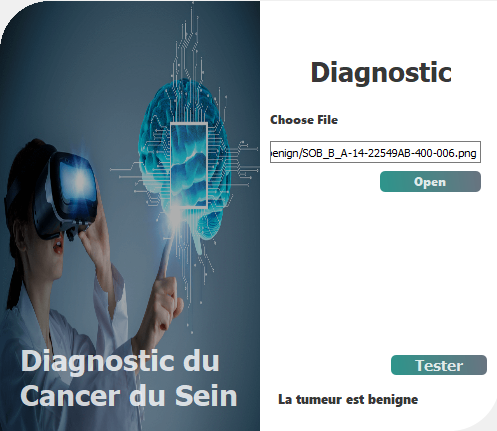 Diagnostic
Choose File
enign/SOB_B_A-14-22549AB-400-006.png
Open
Tester
La tumeur est benigne
Diagnostic du
Cancer du Sein